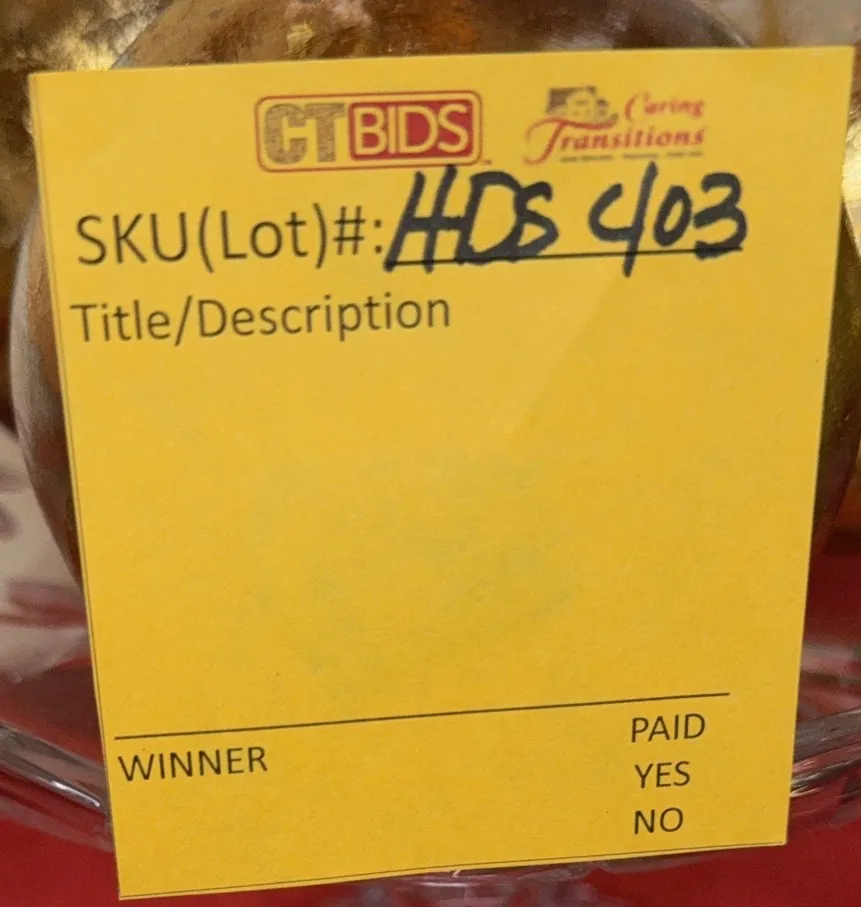 CTBIDS Caring Transitions
SKU(Lot)#: HDS 403
Title/Description
WINNER PAID
YES
NO